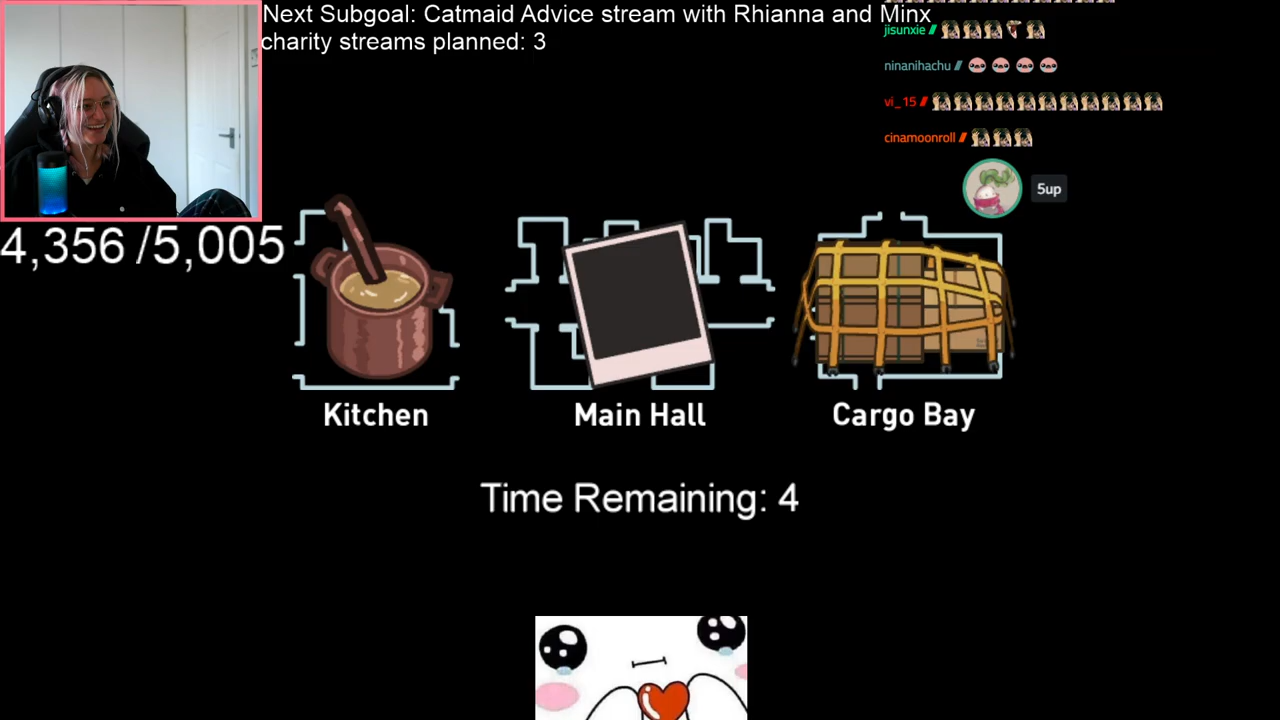 Next Subgoal: Catmaid Advice stream with Rhianna and Minx
charity streams planned: 3
jisunxie //
ninanihachu //
vi_15 //
cinamoonroll //
5up
4,356 /5,005
Kitchen
Main Hall
Cargo Bay
Time Remaining: 4